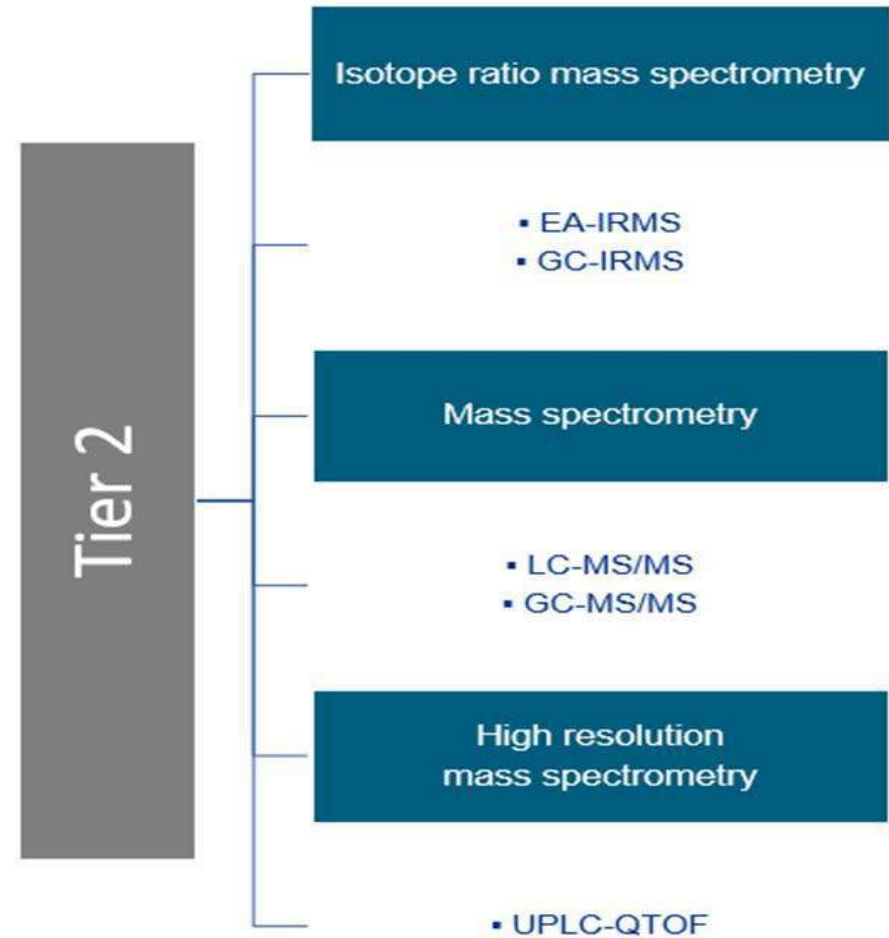 Tier 2
Isotope ratio mass spectrometry
▪ EA-IRMS
▪ GC-IRMS
Mass spectrometry
▪ LC-MS/MS
▪ GC-MS/MS
High resolution
mass spectrometry
▪ UPLC-QTOF